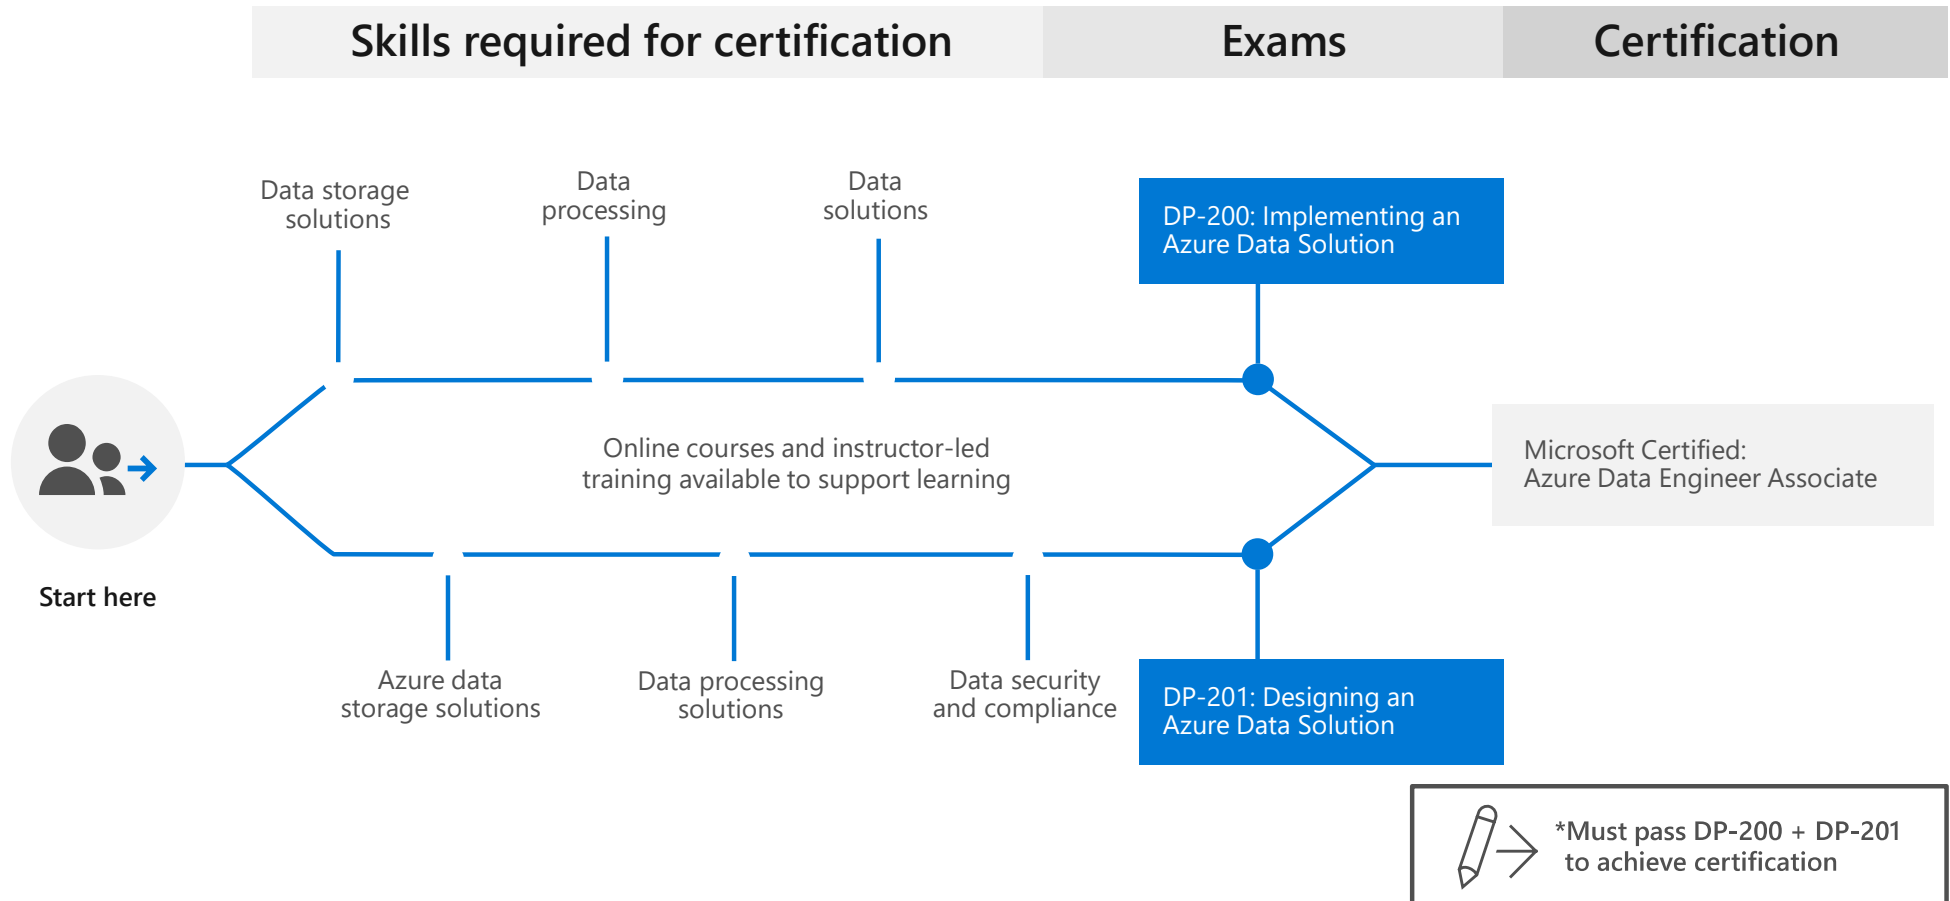 Skills required for certification
Exams
Certification
Data storage
solutions
Data
processing
Data
solutions
DP-200: Implementing an
Azure Data Solution
Online courses and instructor-led
training available to support learning
Microsoft Certified:
Azure Data Engineer Associate
Start here
Azure data
storage solutions
Data processing
solutions
Data security
and compliance
DP-201: Designing an
Azure Data Solution
*Must pass DP-200 + DP-201
to achieve certification